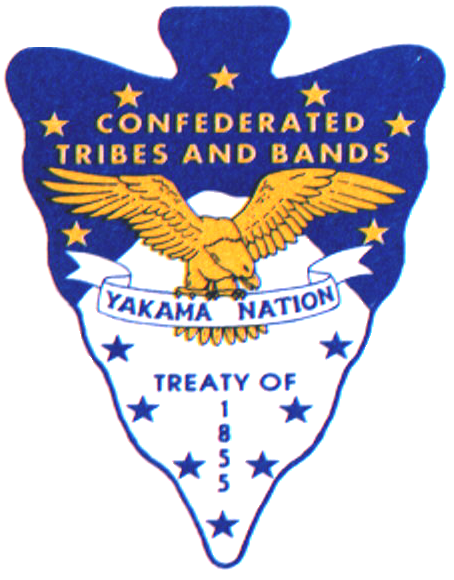 CONFEDERATED
TRIBES AND BANDS
YAKAMA NATION
TREATY OF
1
8
5
5